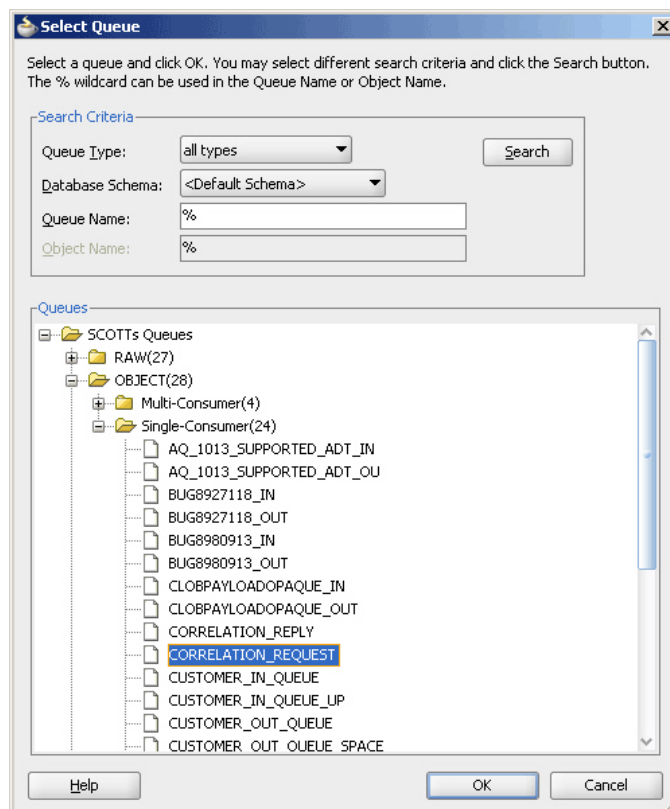 Select Queue
Select a queue and click OK. You may select different search criteria and click the Search button.
The % wildcard can be used in the Queue Name or Object Name.
Search Criteria
Queue Type: all types Search
Database Schema: <Default Schema>
Queue Name: %
Object Name: %
Queues
SCOTTs Queues
RAW(27)
OBJECT(28)
Multi-Consumer(4)
Single-Consumer(24)
AQ_1013_SUPPORTED_ADT_IN
AQ_1013_SUPPORTED_ADT_OU
BUG8927118_IN
BUG8927118_OUT
BUG8980913_IN
BUG8980913_OUT
CLOBPAYLOADOPAQUE_IN
CLOBPAYLOADOPAQUE_OUT
CORRELATION_REPLY
CORRELATION_REQUEST
CUSTOMER_IN_QUEUE
CUSTOMER_IN_QUEUE_UP
CUSTOMER_OUT_QUEUE
CUSTOMER_OUT_QUEUE_SPACE
Help OK Cancel